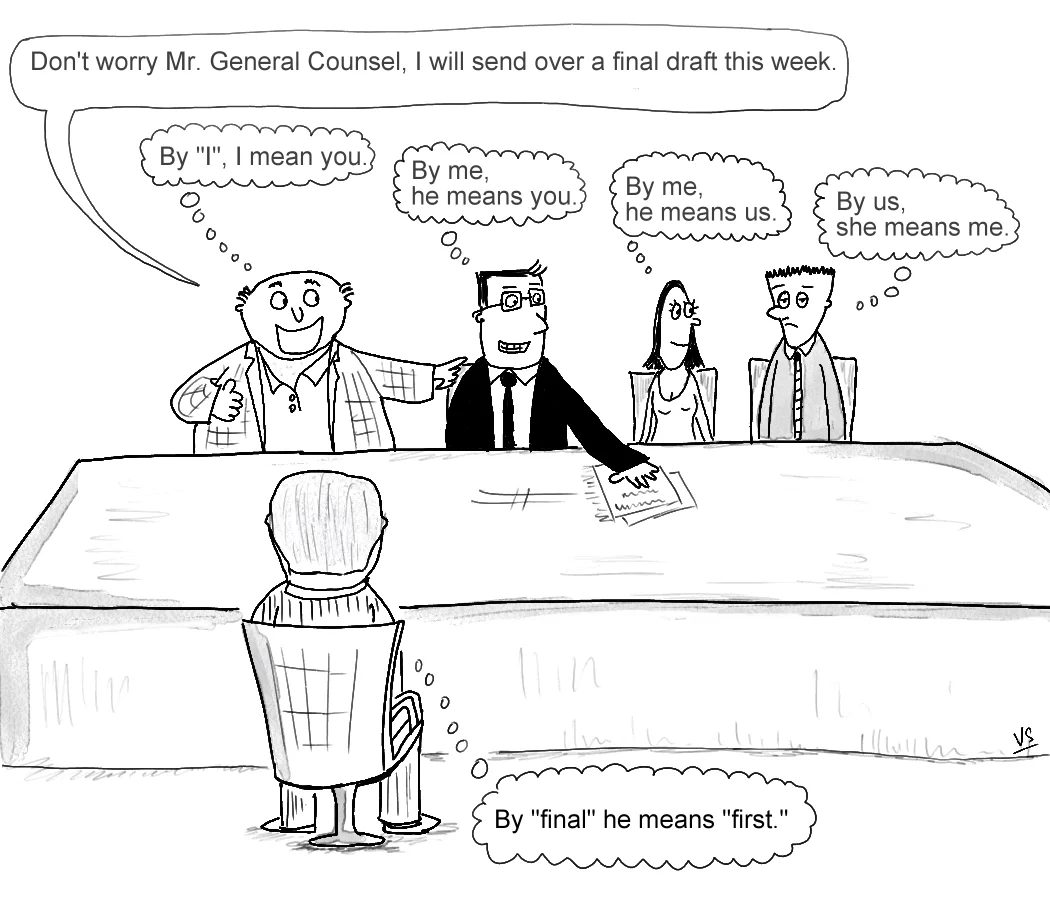 Don't worry Mr. General Counsel, I will send over a final draft this week.
By "I", I mean you.
By me,
he means you.
By me,
he means us.
By us,
she means me.
By "final" he means "first."
VS